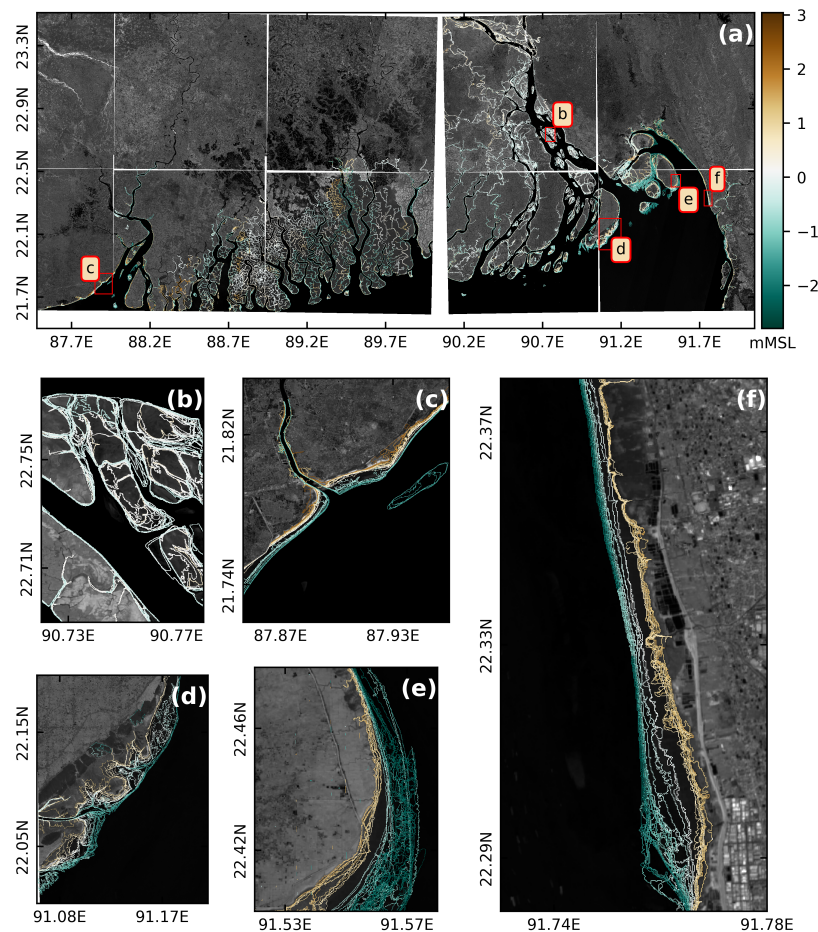 (a)
23.3N
22.9N
22.5N
22.1N
21.7N
b
c
d
e
f
3
2
1
0
−1
−2
87.7E 88.2E 88.7E 89.2E 89.7E 90.2E 90.7E 91.2E 91.7E mMSL
(b)
22.75N
22.71N
90.73E 90.77E
(c)
21.82N
21.74N
87.87E 87.93E
(f)
22.37N
22.33N
22.29N
91.74E 91.78E
(d)
22.15N
22.05N
91.08E 91.17E
(e)
22.46N
22.42N
91.53E 91.57E